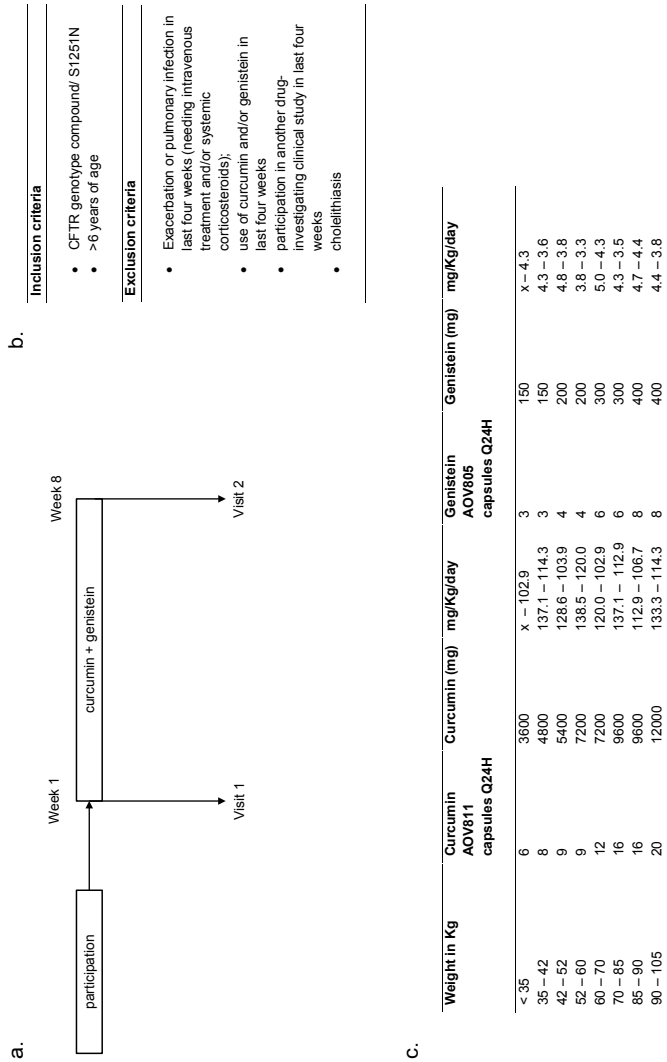 a.
participation
Week 1
curcumin + genistein
Week 8
Visit 1
Visit 2
b.
Inclusion criteria
• CFTR genotype compound/ S1251N
• >6 years of age
Exclusion criteria
• Exacerbation or pulmonary infection in
last four weeks (needing intravenous
treatment and/or systemic
corticosteroids);
• use of curcumin and/or genistein in
last four weeks
• participation in another drug-
investigating clinical study in last four
weeks
• cholelithiasis
c.
Weight in Kg Curcumin AOV811 capsules Q24H Curcumin (mg) mg/Kg/day Genistein AOV805 capsules Q24H Genistein (mg) mg/Kg/day
< 35 6 3600 x – 102.9 3 150 x – 4.3
35 – 42 8 4800 137.1 – 114.3 3 150 4.3 – 3.6
42 – 52 9 5400 128.6 – 103.9 4 200 4.8 – 3.8
52 – 60 9 7200 138.5 – 120.0 4 200 3.8 – 3.3
60 – 70 12 7200 120.0 – 102.9 6 300 5.0 – 4.3
70 – 85 16 9600 137.1 – 112.9 6 300 4.3 – 3.5
85 – 90 16 9600 112.9 – 106.7 8 400 4.7 – 4.4
90 – 105 20 12000 133.3 – 114.3 8 400 4.4 – 3.8